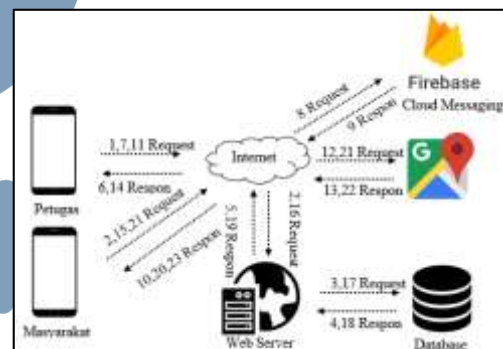 Firebase
Cloud Messaging
8 Request
9 Respon
Internet
1,7,11 Request
6,14 Respon
Petugas
12,21 Request
13,22 Respon
G
2,15,21 Request
10,20,23 Respon
5,19 Respon
2,16 Request
Masyarakat
Web Server
3,17 Request
4,18 Respon
Database